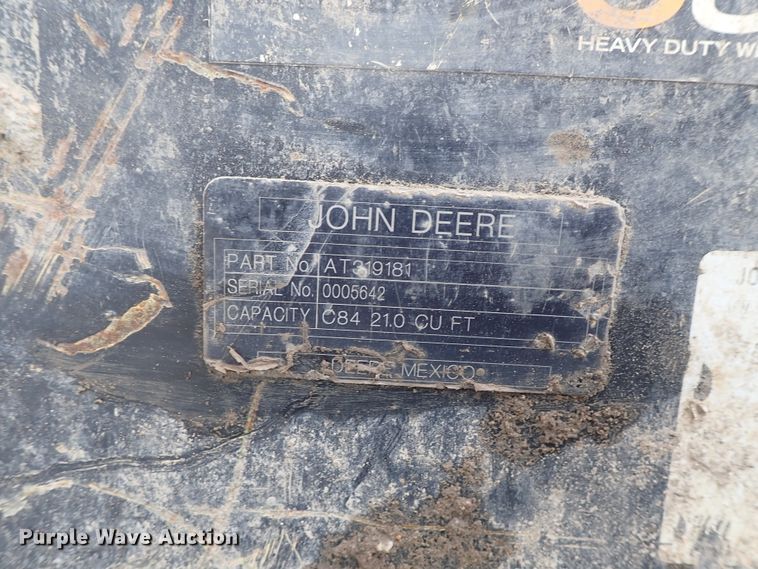 HEAVY DUTY
JOHN DEERE
PART No. AT319181
SERIAL No. 0005642
CAPACITY C84 21.0 CU FT
DEERE MEXICO
Purple Wave Auction